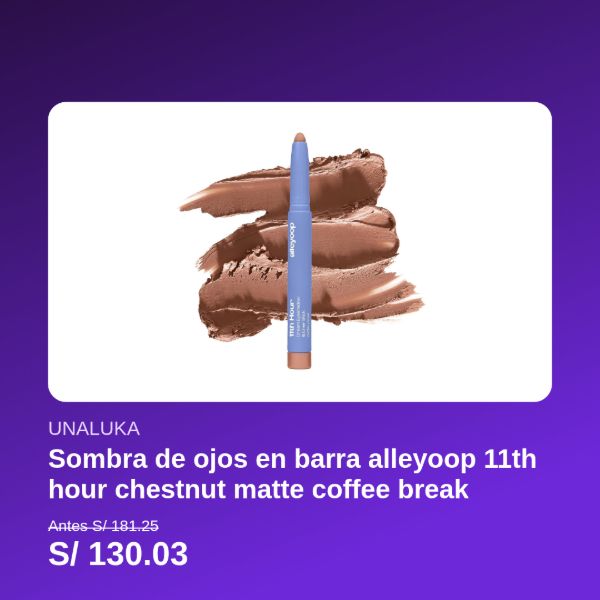 alleyoop
11th Hour
UNALUKA
Sombra de ojos en barra alleyoop 11th
hour chestnut matte coffee break
Antes S/ 181.25
S/ 130.03